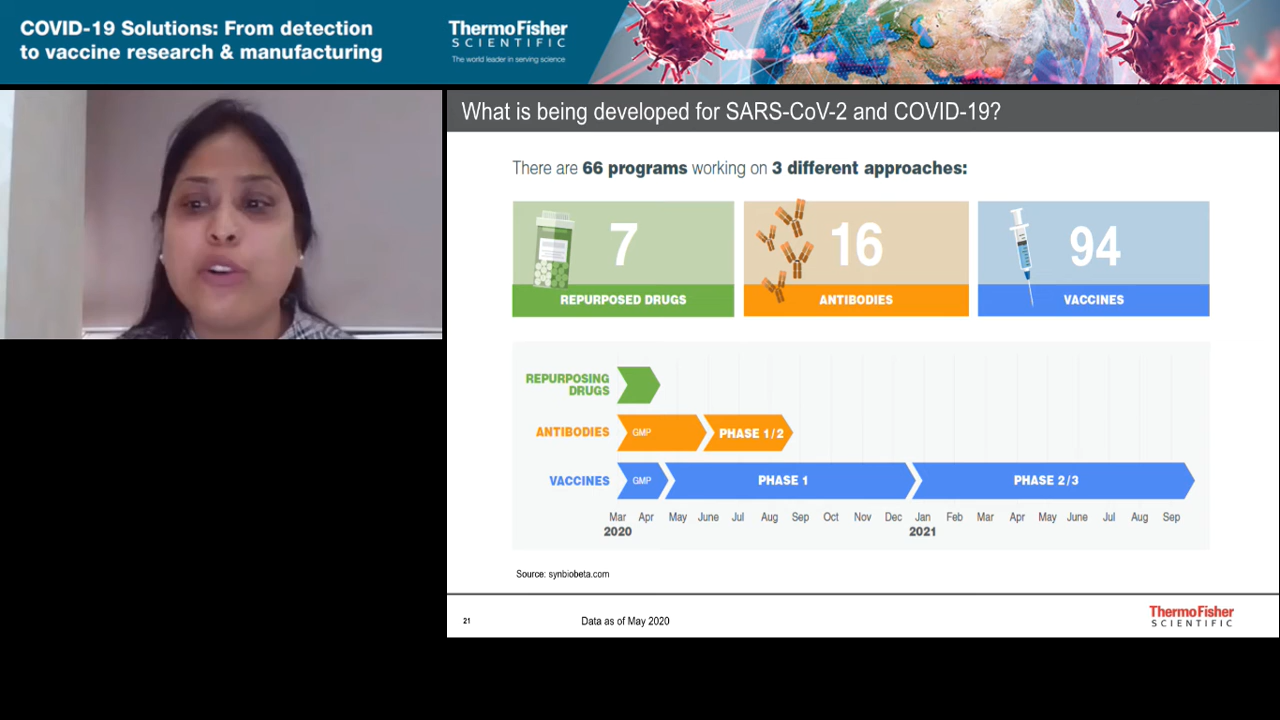 COVID-19 Solutions: From detection
to vaccine research & manufacturing
ThermoFisher
SCIENTIFIC
The world leader in serving science
What is being developed for SARS-CoV-2 and COVID-19?
There are 66 programs working on 3 different approaches:
7
REPURPOSED DRUGS
16
ANTIBODIES
94
VACCINES
REPURPOSING
DRUGS
ANTIBODIES GMP PHASE 1/2
VACCINES GMP PHASE 1 PHASE 2/3
Mar Apr May June Jul Aug Sep Oct Nov Dec Jan Feb Mar Apr May June Jul Aug Sep
2020 2021
Source: synbiobeta.com
21 Data as of May 2020
ThermoFisher
SCIENTIFIC